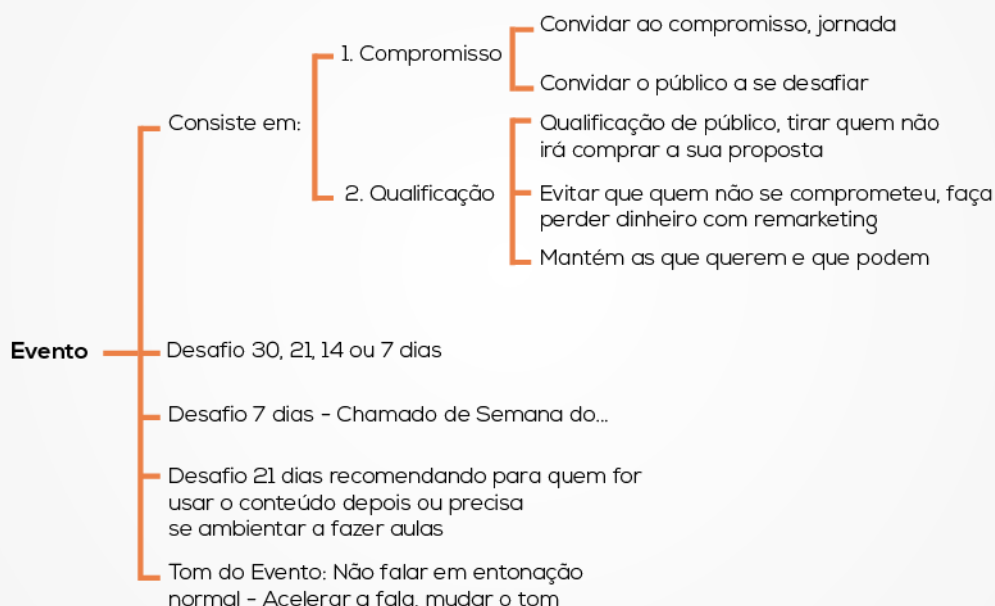 Convidar ao compromisso, jornada
1. Compromisso
Convidar o público a se desafiar
Consiste em:
Qualificação de público, tirar quem não
irá comprar a sua proposta
2. Qualificação
Evitar que quem não se comprometeu, faça
perder dinheiro com remarketing
Mantém as que querem e que podem
Evento
Desafio 30, 21, 14 ou 7 dias
Desafio 7 dias - Chamado de Semana do...
Desafio 21 dias recomendando para quem for
usar o conteúdo depois ou precisa
se ambientar a fazer aulas
Tom do Evento: Não falar em entonação
normal - Acelerar a fala, mudar o tom